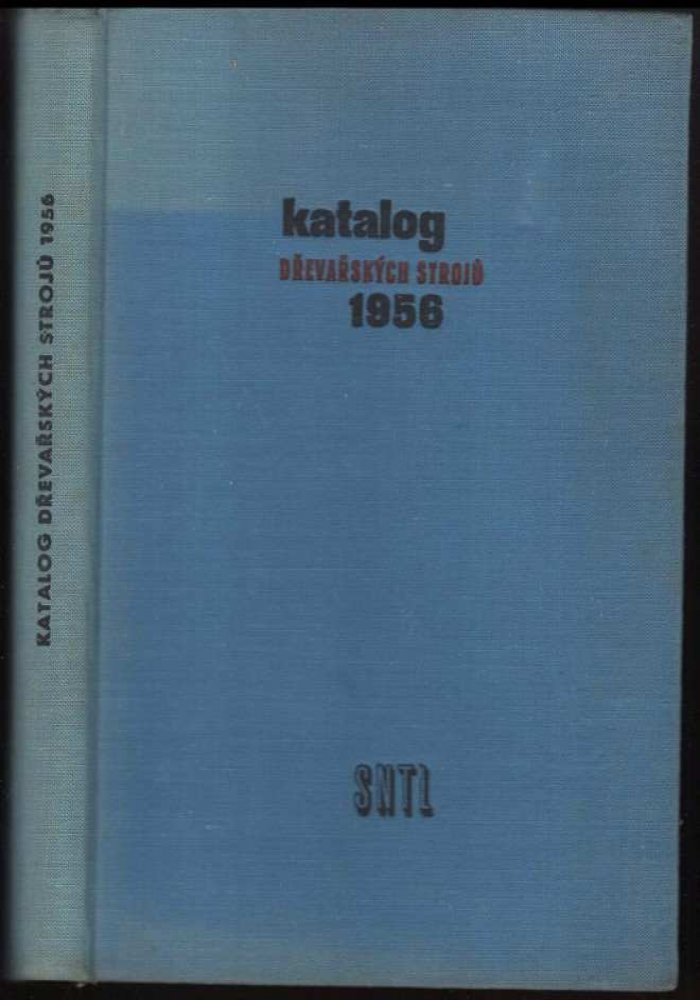 KATALOG DŘEVAŘSKÝCH STROJŮ 1956
katalog
DŘEVAŘSKÝCH STROJŮ
1956
SNTL